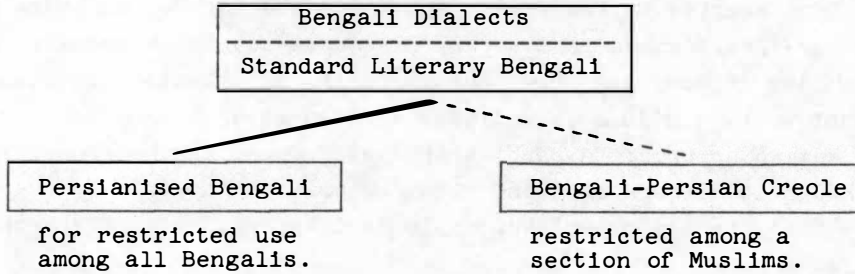 Bengali Dialects
Standard Literary Bengali
Persianised Bengali
for restricted use
among all Bengalis.
Bengali-Persian Creole
restricted among a
section of Muslims.